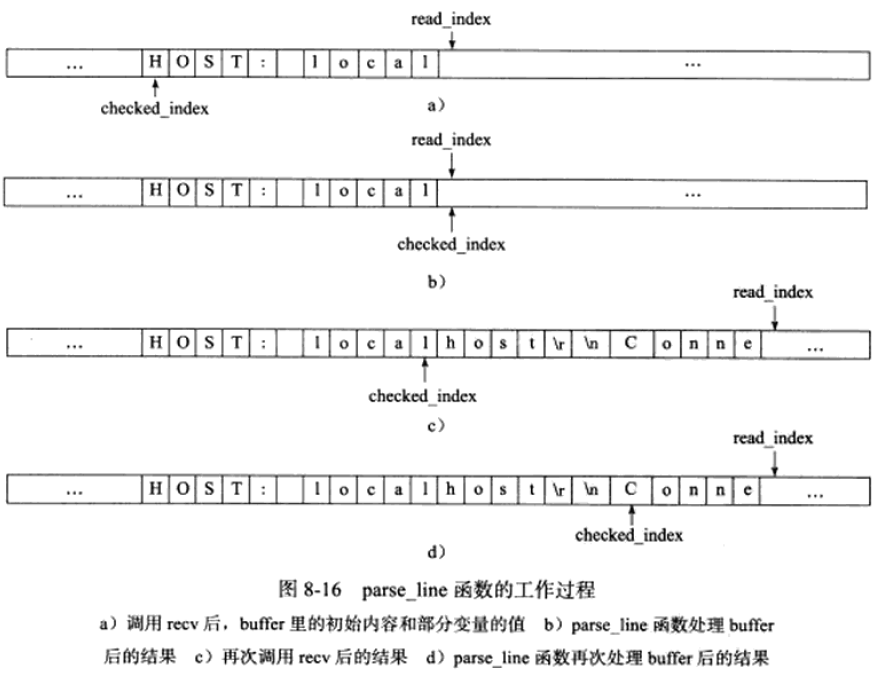 read_index
... H O S T : l o c a l ...
checked_index
a）
read_index
... H O S T : l o c a l ...
checked_index
b）
read_index
... H O S T : l o c a l h o s t \r \n C o n n e ...
checked_index
c）
read_index
... H O S T : l o c a l h o s t \r \n C o n n e ...
checked_index
d）
图 8-16 parse_line 函数的工作过程
a）调用 recv 后，buffer 里的初始内容和部分变量的值 b）parse_line 函数处理 buffer
后的结果 c）再次调用 recv 后的结果 d）parse_line 函数再次处理 buffer 后的结果